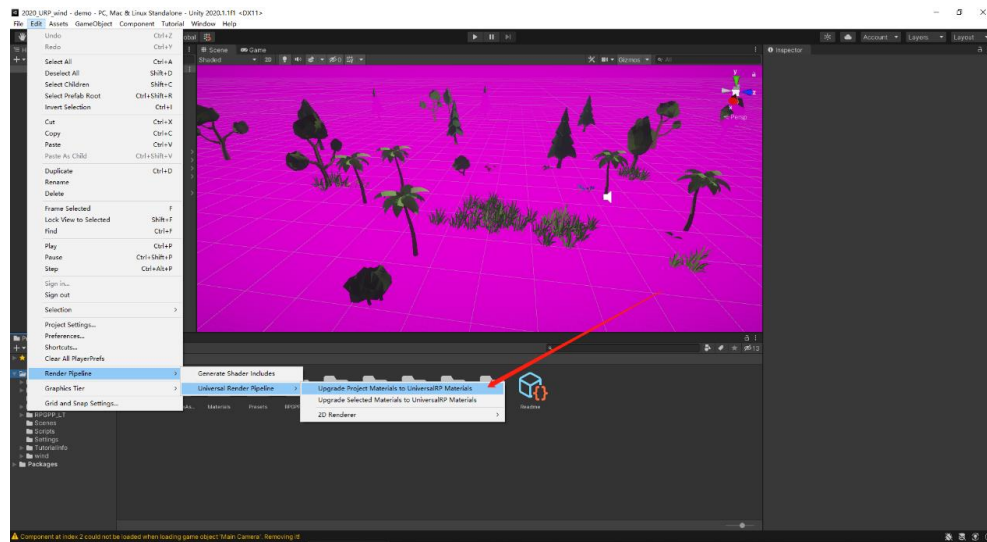 2020_URP_wind - demo - PC, Mac & Linux Standalone - Unity 2020.1.1f1 <DX11>
File Edit Assets GameObject Component Tutorial Window Help
Account Layers Layout
Undo Ctrl+Z
Redo Ctrl+Y
Select All Ctrl+A
Deselect All Shift+D
Select Children Shift+C
Select Prefab Root Ctrl+Shift+R
Invert Selection Ctrl+I
Cut Ctrl+X
Copy Ctrl+C
Paste Ctrl+V
Paste As Child Ctrl+Shift+V
Duplicate Ctrl+D
Rename
Delete
Frame Selected F
Lock View to Selected Shift+F
Find Ctrl+F
Play Ctrl+P
Pause Ctrl+Shift+P
Step Ctrl+Alt+P
Sign in...
Sign out
Selection
Project Settings...
Preferences...
Shortcuts...
Clear All PlayerPrefs
Render Pipeline
Graphics Tier
Grid and Snap Settings...
Scene Game
Shaded 2D Gizmos All
Persp
Inspector
Generate Shader Includes
Universal Render Pipeline
Upgrade Project Materials to UniversalRP Materials
Upgrade Selected Materials to UniversalRP Materials
2D Renderer
Materials Presets Readme
RPGPP_LT
Scenes
Scripts
Settings
TutorialInfo
wind
Packages
Component at index 2 could not be loaded when loading game object 'Main Camera'. Removing it!